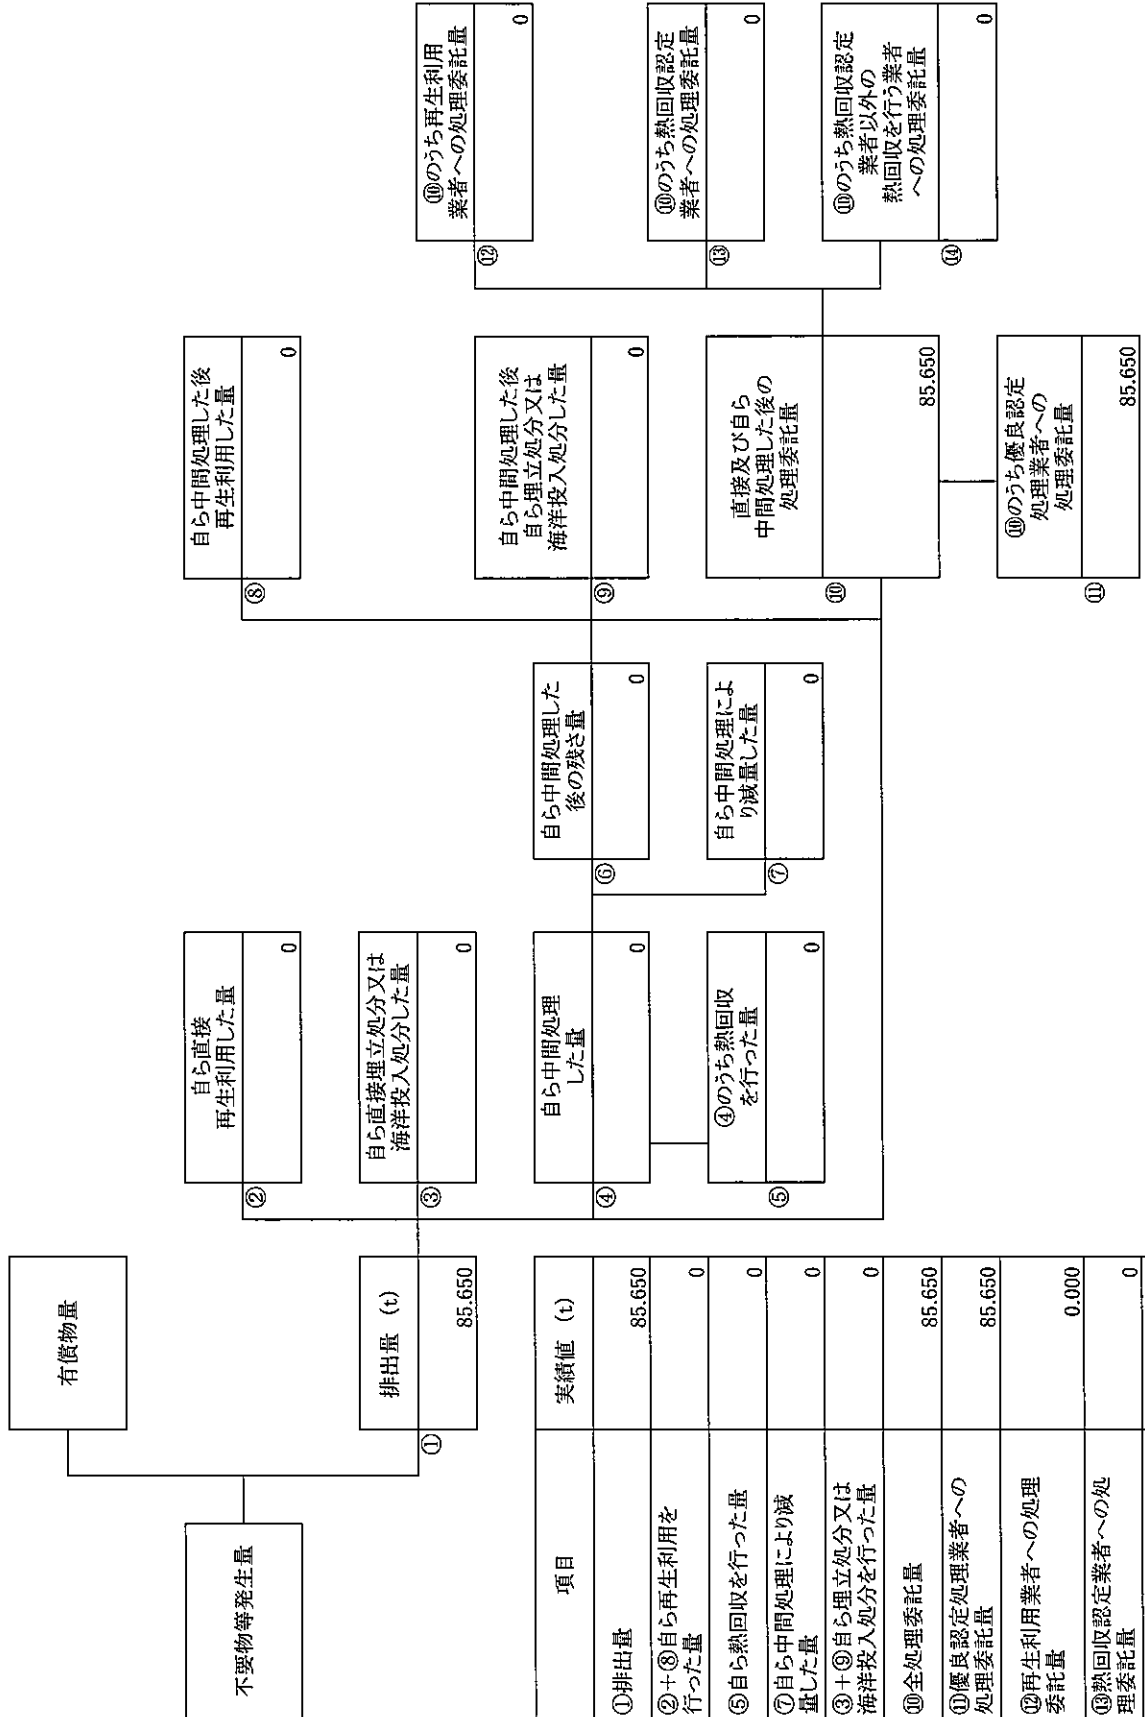 不要物等発生量
有償物量
①
排出量 (t)
85.650
②
自ら直接
再生利用した量
0
③
自ら直接埋立処分又は
海洋投入処分した量
0
④
自ら中間処理
した量
0
⑤
④のうち熱回収
を行った量
0
⑥
自ら中間処理した
後の残さ量
0
⑦
自ら中間処理によ
り減量した量
0
⑧
自ら中間処理した後
再生利用した量
0
⑨
自ら中間処理した後
自ら埋立処分又は
海洋投入処分した量
0
⑩
直接及び自ら
中間処理した後の
処理委託量
85.650
⑪
⑩のうち優良認定
処理業者への
処理委託量
85.650
⑫
⑩のうち再生利用
業者への処理委託量
0
⑬
⑩のうち熱回収認定
業者への処理委託量
0
⑭
⑩のうち熱回収認定
業者以外の
熱回収を行う業者
への処理委託量
0
項目 実績値 (t)
①排出量 85.650
②+⑧自ら再生利用を
行った量 0
⑤自ら熱回収を行った量 0
⑦自ら中間処理により減
量した量 0
③+⑨自ら埋立処分又は
海洋投入処分を行った量 0
⑩全処理委託量 85.650
⑪優良認定処理業者への
処理委託量 85.650
⑫再生利用業者への処理
委託量 0.000
⑬熱回収認定業者への処
理委託量 0